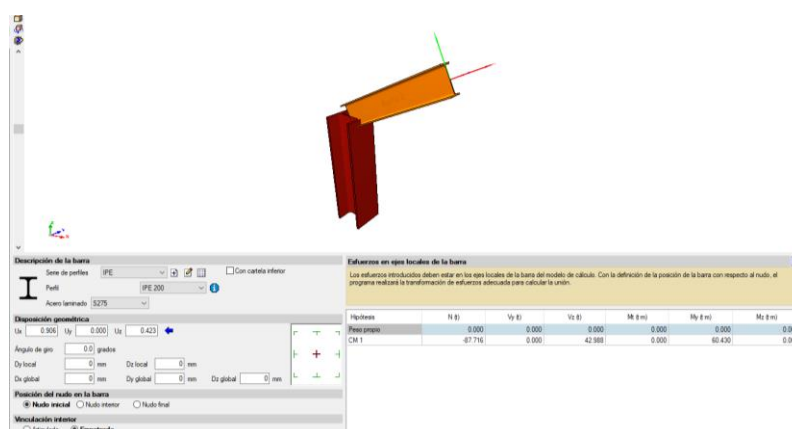 Descripción de la barra
Serie de perfiles IPE Con cartela inferior
Perfil IPE 200
Acero laminado S275
Disposición geométrica
Ux 0.906 Uy 0.000 Uz 0.423
Ángulo de giro 0.0 grados
Dy local 0 mm Dz local 0 mm
Dx global 0 mm Dy global 0 mm Dz global 0 mm
Posición del nudo en la barra
Nudo inicial Nudo interior Nudo final
Vinculación interior
Esfuerzos en ejes locales de la barra
Los esfuerzos introducidos deben estar en los ejes locales de la barra del modelo de cálculo. Con la definición de la posición de la barra con respecto al nudo, el
programa realizará la transformación de esfuerzos adecuada para calcular la unión.
Hipótesis N (t) Vy (t) Vz (t) Mt (t·m) My (t·m) Mz (t·m)
Peso propio 0.000 0.000 0.000 0.000 0.000 0.00
CM 1 -87.716 0.000 42.988 0.000 60.430 0.00